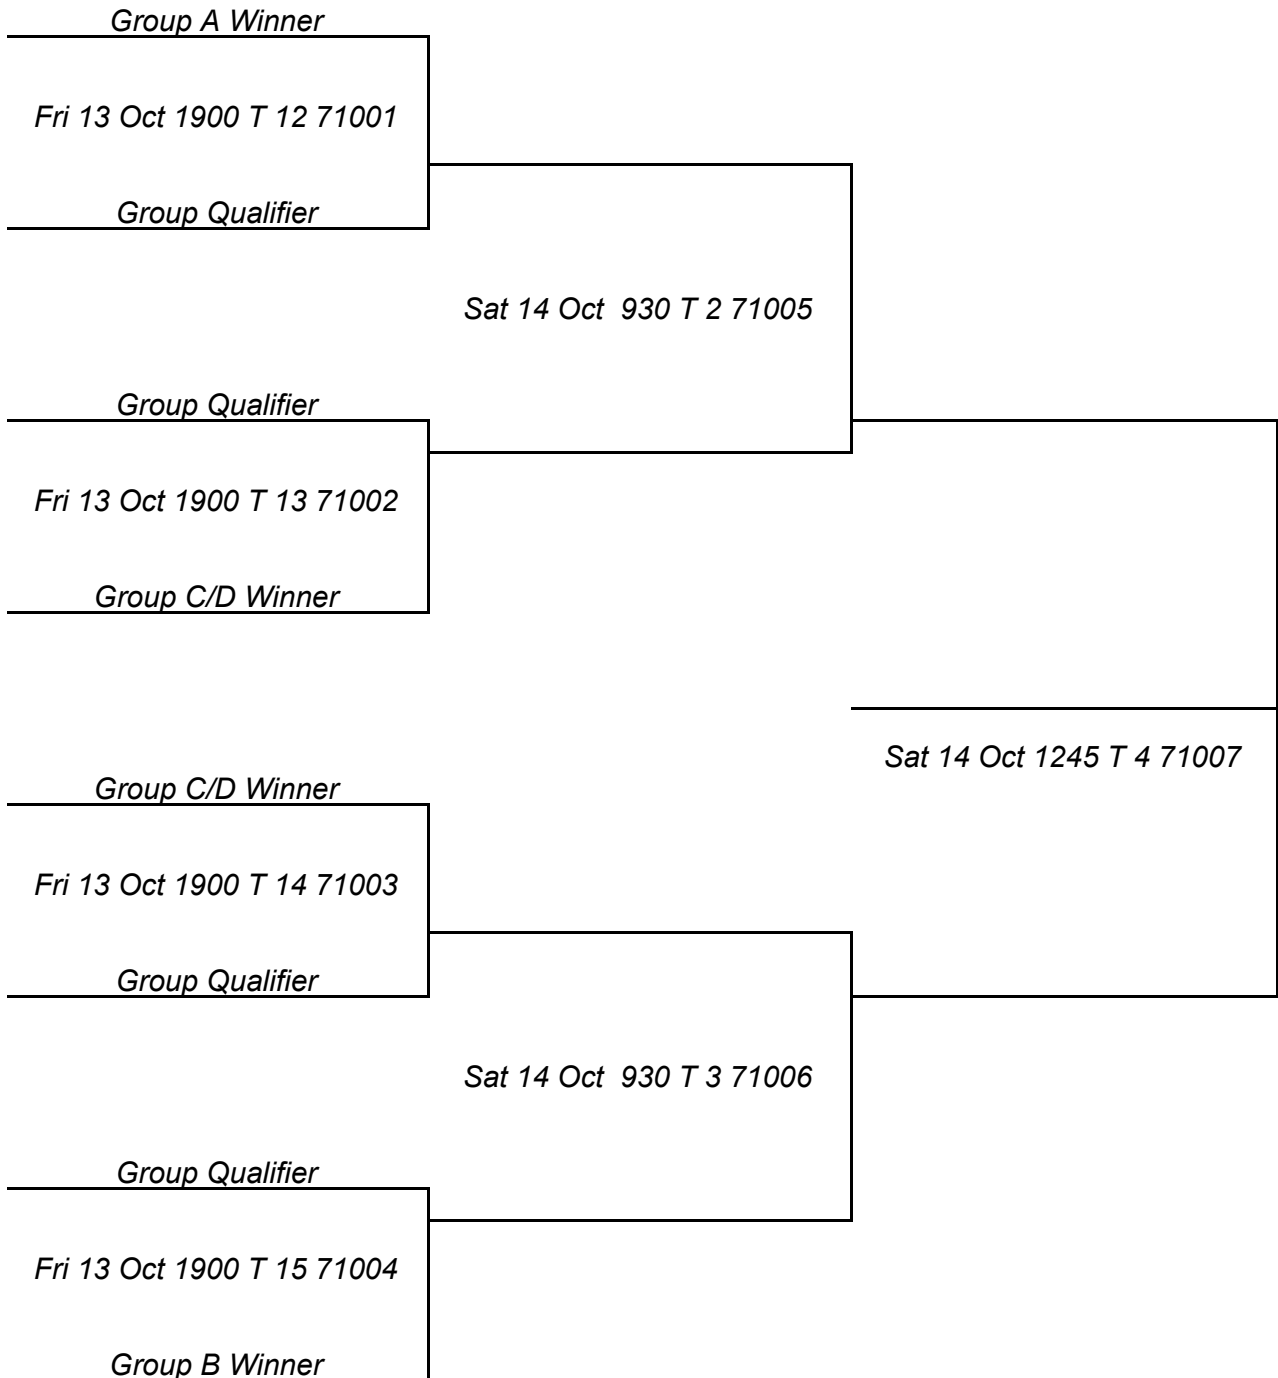 Group A Winner
Fri 13 Oct 1900 T 12 71001
Group Qualifier
Sat 14 Oct  930 T 2 71005
Group Qualifier
Fri 13 Oct 1900 T 13 71002
Group C/D Winner
Sat 14 Oct 1245 T 4 71007
Group C/D Winner
Fri 13 Oct 1900 T 14 71003
Group Qualifier
Sat 14 Oct  930 T 3 71006
Group Qualifier
Fri 13 Oct 1900 T 15 71004
Group B Winner